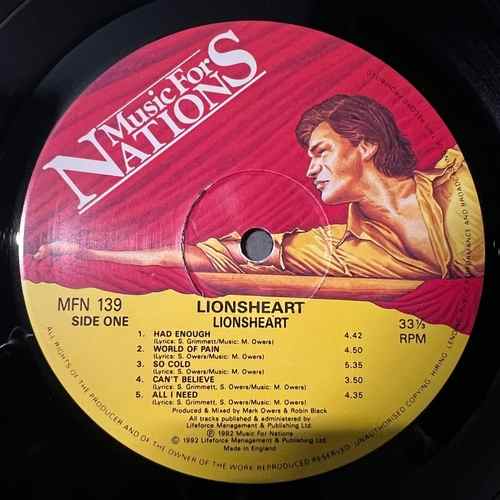 Music For
NATIONS
MFN 139
SIDE ONE
LIONSHEART
LIONSHEART
33⅓
RPM
1. HAD ENOUGH 4.42
(Lyrics: S. Grimmett/Music: M. Owers)
2. WORLD OF PAIN 4.50
(Lyrics: S. Owers/Music: M. Owers)
3. SO COLD 5.35
(Lyrics: S. Grimmett/Music: M. Owers)
4. CAN'T BELIEVE 3.50
(Lyrics: S. Grimmett, S. Owers/Music: M. Owers)
5. ALL I NEED 4.35
(Lyrics: S. Grimmett, S. Owers/Music: M. Owers)
Produced & Mixed by Mark Owers & Robin Black
All tracks published & administered by
Lifeforce Management & Publishing Ltd.
℗ 1992 Music For Nations
© 1992 Lifeforce Management & Publishing Ltd.
Made in England
ALL RIGHTS OF THE PRODUCER AND OF THE OWNER OF THE WORK REPRODUCED RESERVED. UNAUTHORISED COPYING, HIRING, PERFORMANCE AND